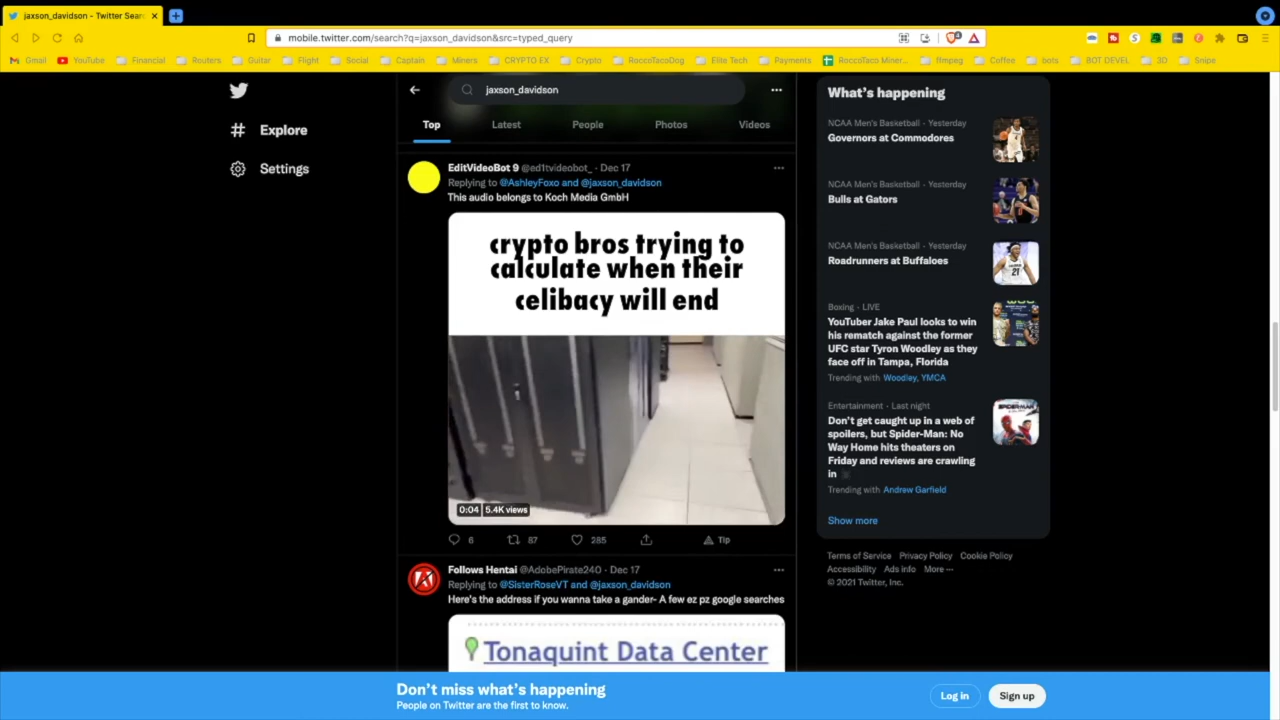 jaxson_davidson - Twitter Sear
mobile.twitter.com/search?q=jaxson_davidson&src=typed_query
Gmail
YouTube
Financial
Routers
Guitar
Flight
Social
Captain
Miners
CRYPTO EX
Crypto
RoccoTacoDog
Elite Tech
Payments
RoccoTaco Miner...
ffmpeg
Coffee
bots
BOT DEVEL
3D
Snipe
Explore
Settings
jaxson_davidson
Top
Latest
People
Photos
Videos
EditVideoBot 9 @ed1tvideobot_ · Dec 17
Replying to @AshleyFoxo and @jaxson_davidson
This audio belongs to Koch Media GmbH
crypto bros trying to
calculate when their
celibacy will end
0:04 5.4K views
6
87
285
Tip
Follows Hentai @AdobePirate240 · Dec 17
Replying to @SisterRoseVT and @jaxson_davidson
Here's the address if you wanna take a gander- A few ez pz google searches
Tonaquint Data Center
What's happening
NCAA Men's Basketball · Yesterday
Governors at Commodores
NCAA Men's Basketball · Yesterday
Bulls at Gators
NCAA Men's Basketball · Yesterday
Roadrunners at Buffaloes
Boxing · LIVE
YouTuber Jake Paul looks to win
his rematch against the former
UFC star Tyron Woodley as they
face off in Tampa, Florida
Trending with Woodley, YMCA
Entertainment · Last night
Don't get caught up in a web of
spoilers, but Spider-Man: No
Way Home hits theaters on
Friday and reviews are crawling
in
Trending with Andrew Garfield
Show more
Terms of Service Privacy Policy Cookie Policy
Accessibility Ads info More ···
© 2021 Twitter, Inc.
Don't miss what's happening
People on Twitter are the first to know.
Log in
Sign up